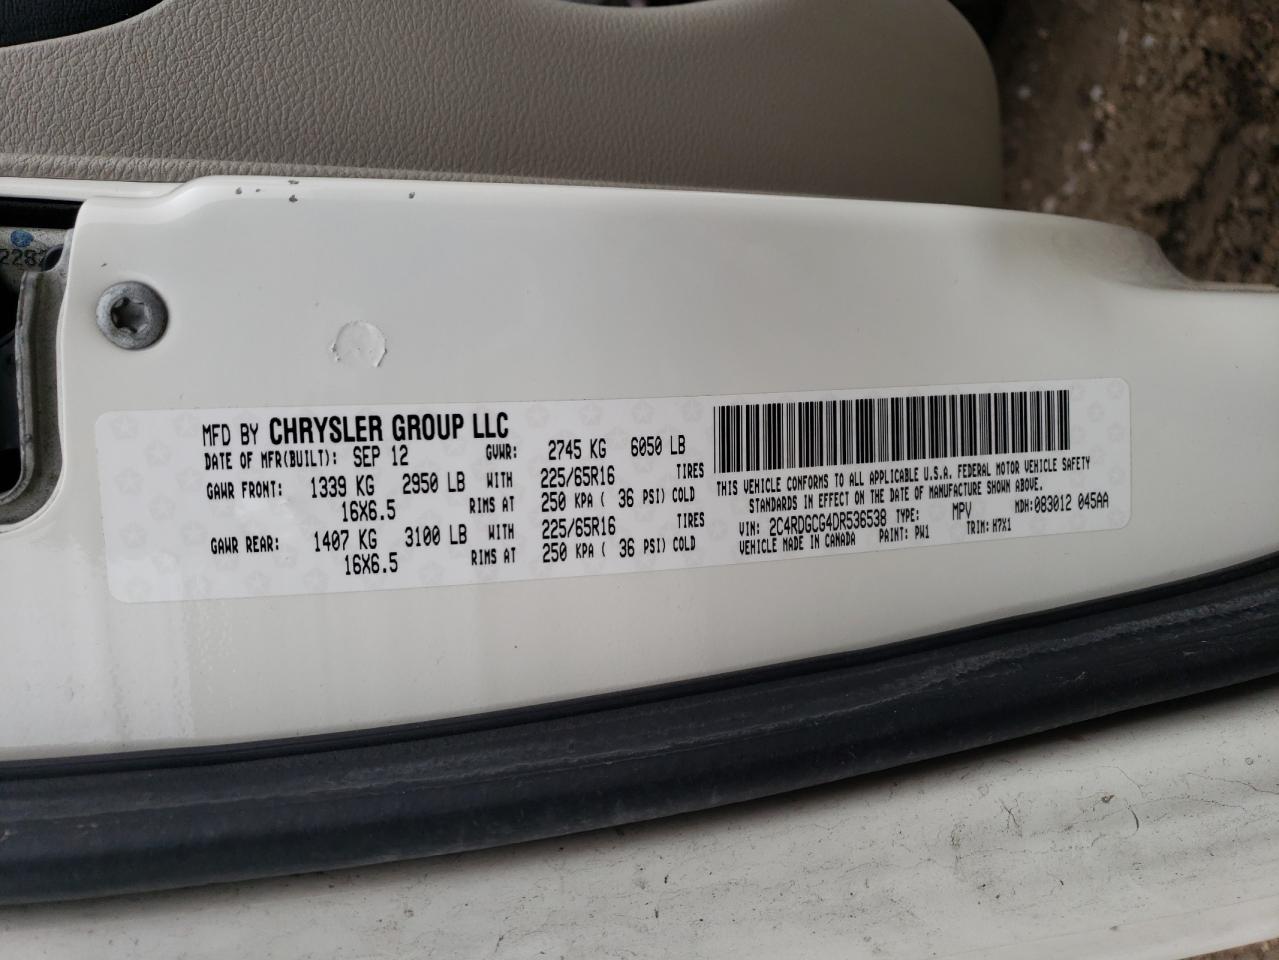 MFD BY CHRYSLER GROUP LLC
DATE OF MFR(BUILT): SEP 12 GVWR: 2745 KG 6050 LB
GAWR FRONT: 1339 KG 2950 LB WITH 225/65R16 TIRES
16X6.5 RIMS AT 250 KPA ( 36 PSI) COLD
GAWR REAR: 1407 KG 3100 LB WITH 225/65R16 TIRES
16X6.5 RIMS AT 250 KPA ( 36 PSI) COLD
THIS VEHICLE CONFORMS TO ALL APPLICABLE U.S.A. FEDERAL MOTOR VEHICLE SAFETY
STANDARDS IN EFFECT ON THE DATE OF MANUFACTURE SHOWN ABOVE.
VIN: 2C4RDGCG4DR536538 TYPE: MPV MDH: 083012 045AA
VEHICLE MADE IN CANADA PAINT: PW1 TRIM: H7X1